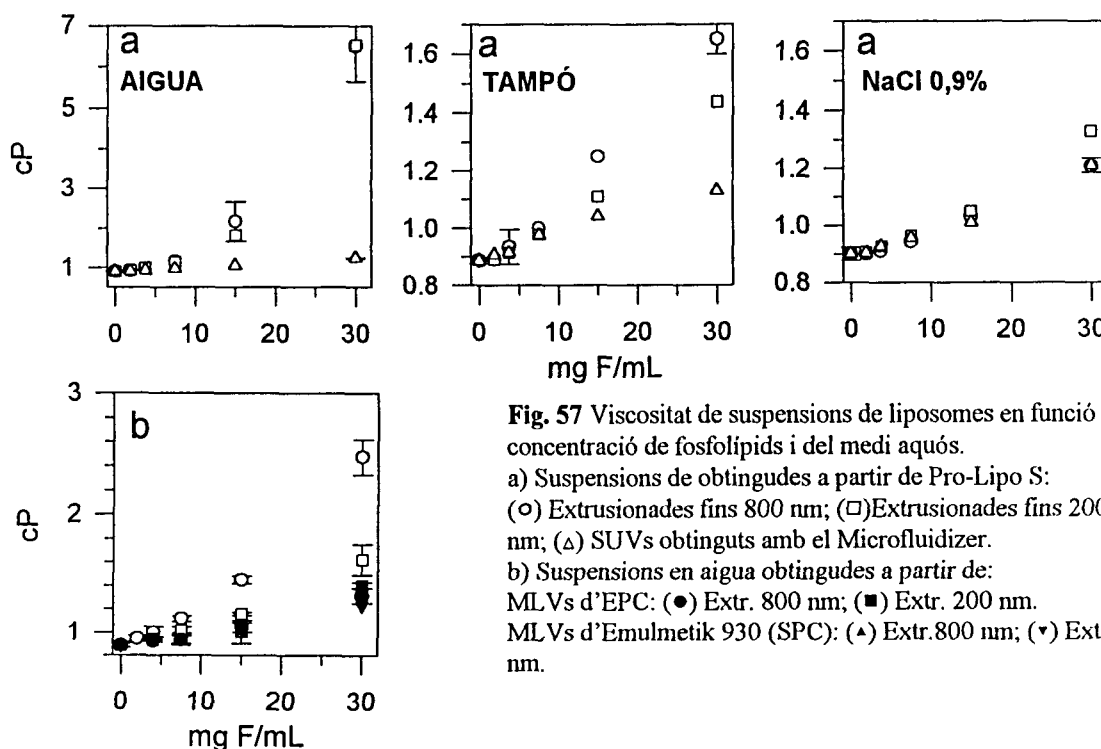 a
AIGUA
cP
7
5
3
1
0 10 20 30
a
TAMPÓ
1.6
1.4
1.2
1.0
0.8
0 10 20 30
mg F/mL
a
NaCl 0,9%
1.6
1.4
1.2
1.0
0.8
0 10 20 30
b
cP
3
2
1
0 10 20 30
mg F/mL
Fig. 57 Viscositat de suspensions de liposomes en funció
concentració de fosfolípids i del medi aquós.
a) Suspensions de obtingudes a partir de Pro-Lipo S:
(○) Extrusionades fins 800 nm; (□)Extrusionades fins 200
nm; (△) SUVs obtinguts amb el Microfluidizer.
b) Suspensions en aigua obtingudes a partir de:
MLVs d'EPC: (●) Extr. 800 nm; (■) Extr. 200 nm.
MLVs d'Emulmetik 930 (SPC): (▲) Extr.800 nm; (▼)
nm.